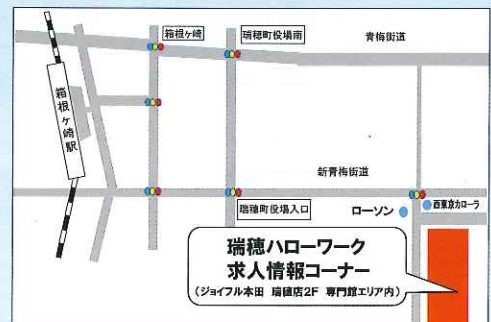 箱根ヶ崎
瑞穂町役場南
青梅街道
箱根ヶ崎駅
新青梅街道
瑞穂町役場入口
ローソン
西東京カローラ
瑞穂ハローワーク
求人情報コーナー
(ジョイフル本田 瑞穂店2F 専門館エリア内)